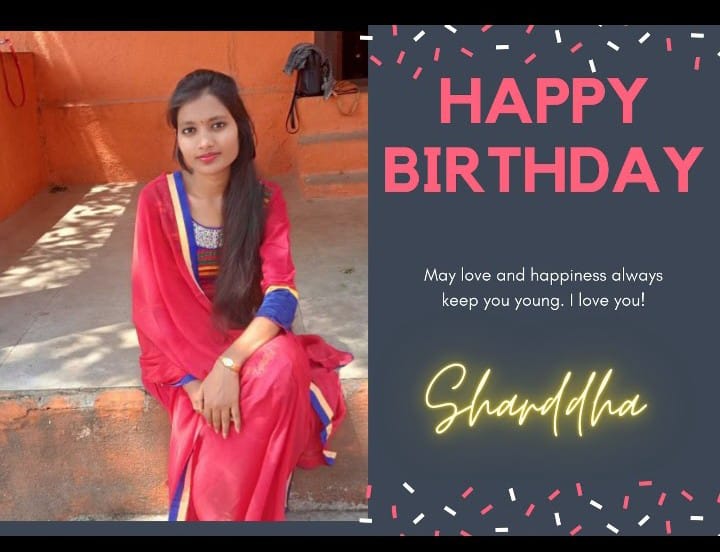 HAPPY
BIRTHDAY
May love and happiness always
keep you young. I love you!
Sharddha